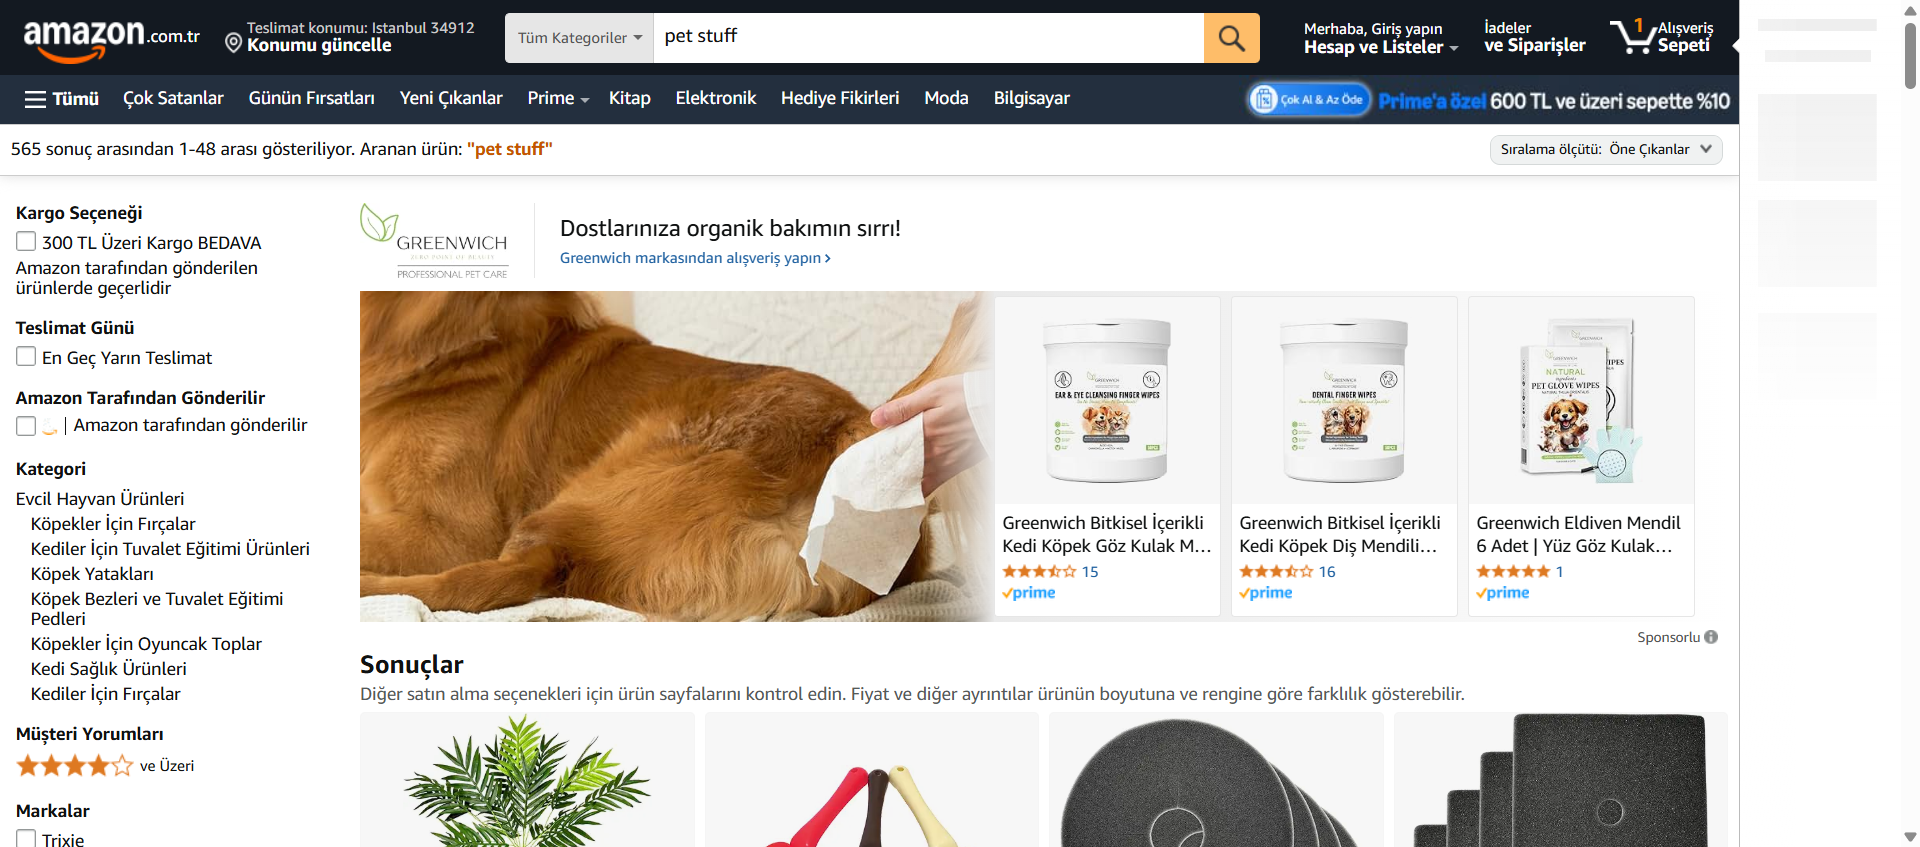 amazon.com.tr
Teslimat konumu: Istanbul 34912
Konumu güncelle
Tüm Kategoriler
pet stuff
Merhaba, Giriş yapın
Hesap ve Listeler
İadeler
ve Siparişler
1
Alışveriş
Sepeti
Tümü
Çok Satanlar
Günün Fırsatları
Yeni Çıkanlar
Prime
Kitap
Elektronik
Hediye Fikirleri
Moda
Bilgisayar
Çok Al & Az Öde
Prime'a özel 600 TL ve üzeri sepette %10
565 sonuç arasından 1-48 arası gösteriliyor. Aranan ürün: "pet stuff"
Sıralama ölçütü: Öne Çıkanlar
Kargo Seçeneği
300 TL Üzeri Kargo BEDAVA
Amazon tarafından gönderilen
ürünlerde geçerlidir
Teslimat Günü
En Geç Yarın Teslimat
Amazon Tarafından Gönderilir
| Amazon tarafından gönderilir
Kategori
Evcil Hayvan Ürünleri
Köpekler İçin Fırçalar
Kediler İçin Tuvalet Eğitimi Ürünleri
Köpek Yatakları
Köpek Bezleri ve Tuvalet Eğitimi
Pedleri
Köpekler İçin Oyuncak Toplar
Kedi Sağlık Ürünleri
Kediler İçin Fırçalar
Müşteri Yorumları
ve Üzeri
Markalar
Trixie
GREENWICH
ZERO POINT OF BEAUTY
PROFESSIONAL PET CARE
Dostlarınıza organik bakımın sırrı!
Greenwich markasından alışveriş yapın ›
GREENWICH
EAR & EYE CLEANSING FINGER WIPES
Greenwich Bitkisel İçerikli
Kedi Köpek Göz Kulak M...
15
prime
GREENWICH
DENTAL FINGER WIPES
Greenwich Bitkisel İçerikli
Kedi Köpek Diş Mendili...
16
prime
GREENWICH
NATURAL
PET GLOVE WIPES
Greenwich Eldiven Mendil
6 Adet | Yüz Göz Kulak...
1
prime
Sponsorlu
Sonuçlar
Diğer satın alma seçenekleri için ürün sayfalarını kontrol edin. Fiyat ve diğer ayrıntılar ürünün boyutuna ve rengine göre farklılık gösterebilir.